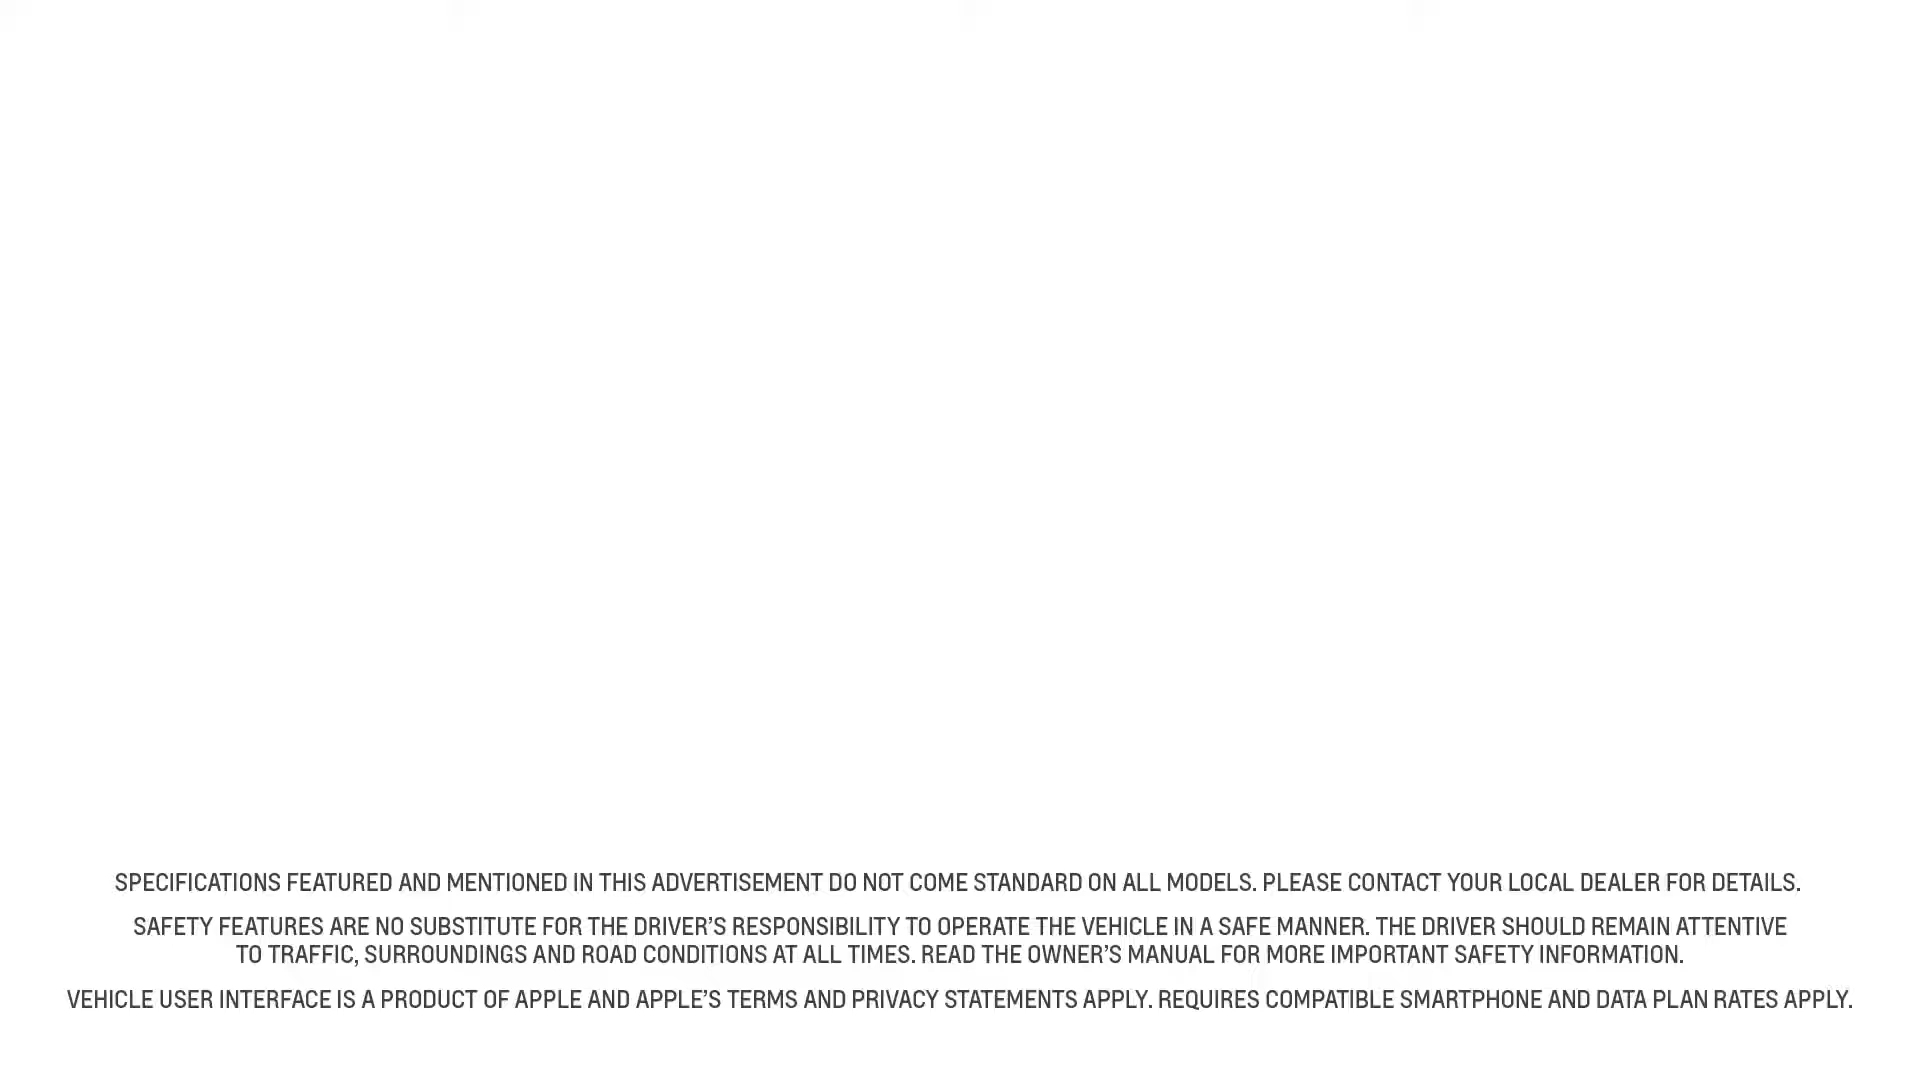 SPECIFICATIONS FEATURED AND MENTIONED IN THIS ADVERTISEMENT DO NOT COME STANDARD ON ALL MODELS. PLEASE CONTACT YOUR LOCAL DEALER FOR DETAILS.
SAFETY FEATURES ARE NO SUBSTITUTE FOR THE DRIVER’S RESPONSIBILITY TO OPERATE THE VEHICLE IN A SAFE MANNER. THE DRIVER SHOULD REMAIN ATTENTIVE
TO TRAFFIC, SURROUNDINGS AND ROAD CONDITIONS AT ALL TIMES. READ THE OWNER’S MANUAL FOR MORE IMPORTANT SAFETY INFORMATION.
VEHICLE USER INTERFACE IS A PRODUCT OF APPLE AND APPLE’S TERMS AND PRIVACY STATEMENTS APPLY. REQUIRES COMPATIBLE SMARTPHONE AND DATA PLAN RATES APPLY.